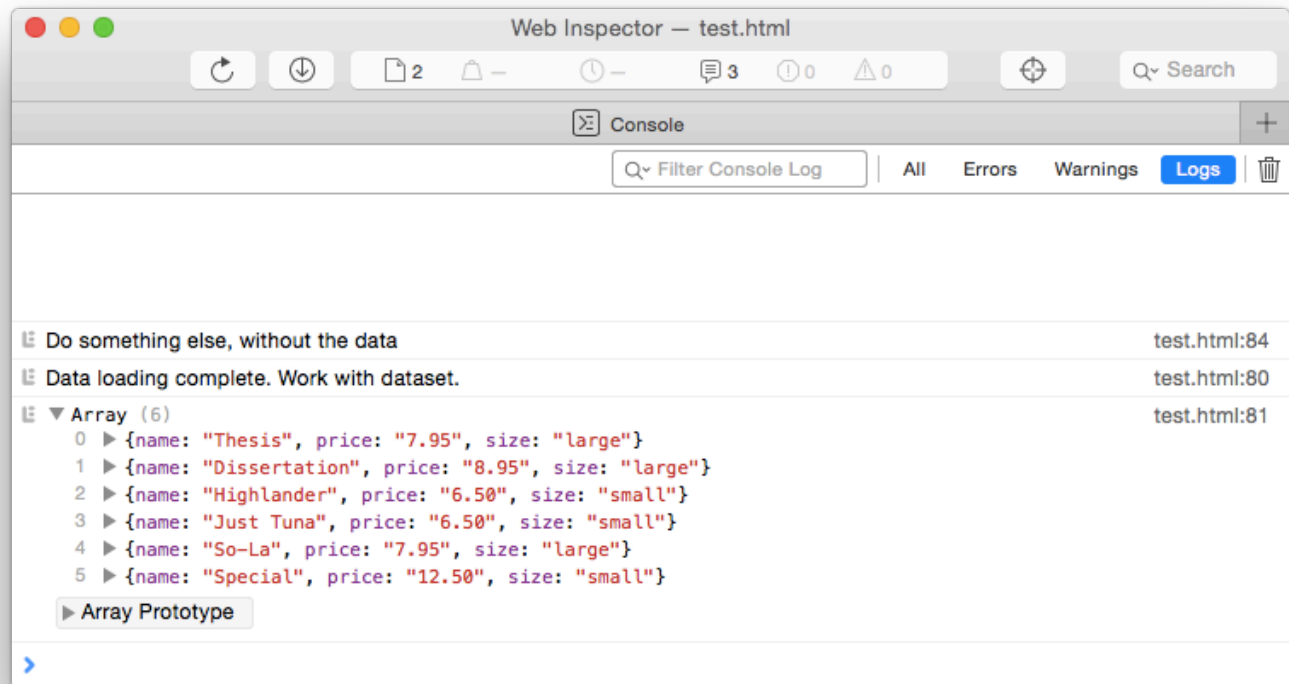 Web Inspector — test.html
2 — — 3 0 0 Search
Console
Filter Console Log All Errors Warnings Logs
Do something else, without the data test.html:84
Data loading complete. Work with dataset. test.html:80
Array (6) test.html:81
0 {name: "Thesis", price: "7.95", size: "large"}
1 {name: "Dissertation", price: "8.95", size: "large"}
2 {name: "Highlander", price: "6.50", size: "small"}
3 {name: "Just Tuna", price: "6.50", size: "small"}
4 {name: "So-La", price: "7.95", size: "large"}
5 {name: "Special", price: "12.50", size: "small"}
Array Prototype